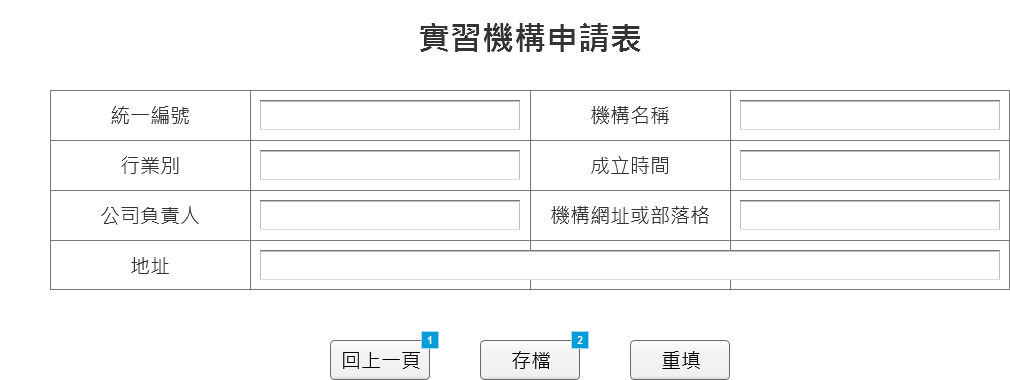 實習機構申請表
統一編號 機構名稱
行業別 成立時間
公司負責人 機構網址或部落格
地址
1 2
回上一頁 存檔 重填